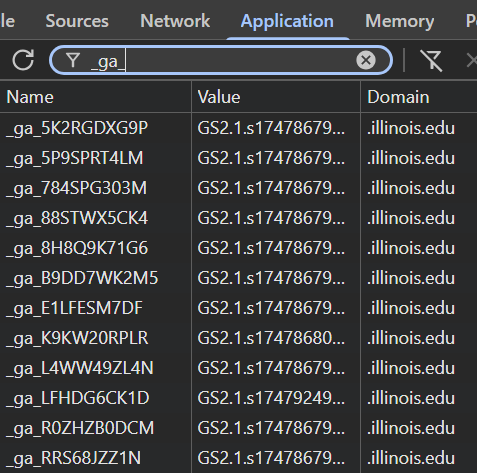 le Sources Network Application Memory P
_ga_
Name Value Domain
_ga_5K2RGDXG9P GS2.1.s17478679... .illinois.edu
_ga_5P9SPRT4LM GS2.1.s17478679... .illinois.edu
_ga_784SPG303M GS2.1.s17478679... .illinois.edu
_ga_88STWX5CK4 GS2.1.s17478679... .illinois.edu
_ga_8H8Q9K71G6 GS2.1.s17478679... .illinois.edu
_ga_B9DD7WK2M5 GS2.1.s17478679... .illinois.edu
_ga_E1LFESM7DF GS2.1.s17478679... .illinois.edu
_ga_K9KW20RPLR GS2.1.s17478680... .illinois.edu
_ga_L4WW49ZL4N GS2.1.s17478679... .illinois.edu
_ga_LFHDG6CK1D GS2.1.s17479249... .illinois.edu
_ga_R0ZHZB0DCM GS2.1.s17478679... .illinois.edu
_ga_RRS68JZZ1N GS2.1.s17478679... .illinois.edu